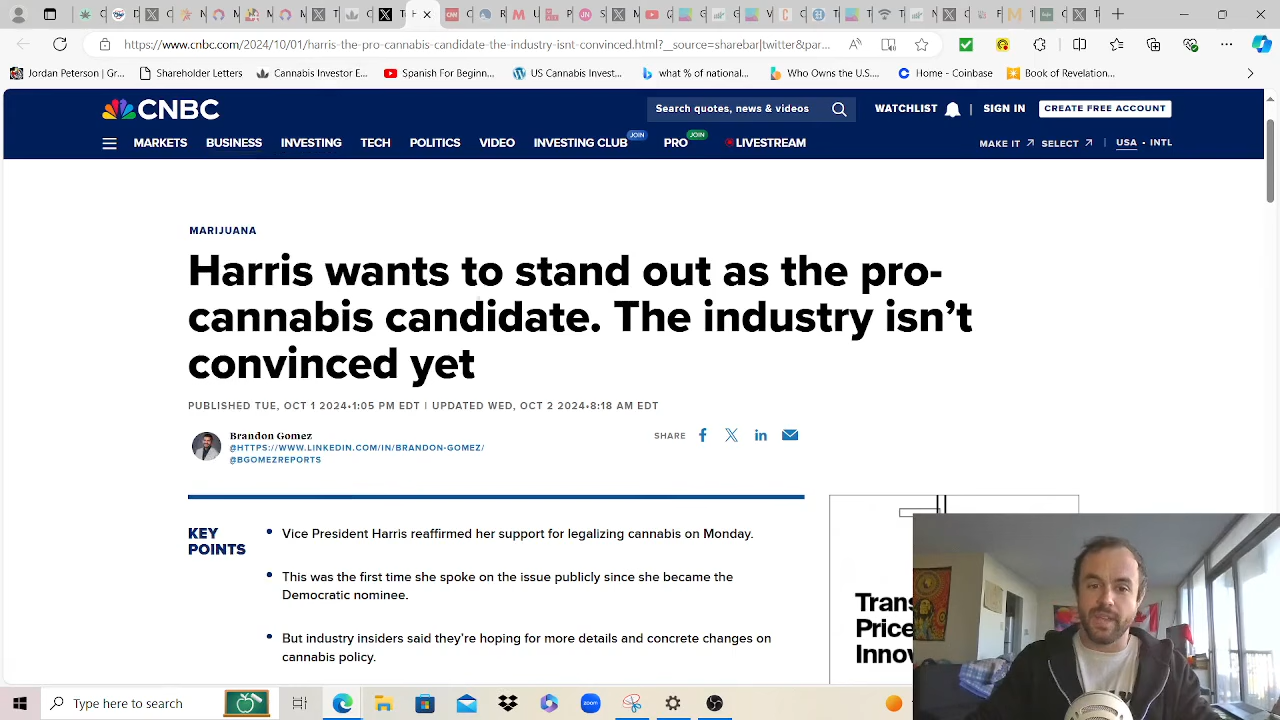 https://www.cnbc.com/2024/10/01/harris-the-pro-cannabis-candidate-the-industry-isnt-convinced.html?__source=sharebar|twitter&par...
Jordan Peterson | Gr...
Shareholder Letters
Cannabis Investor E...
Spanish For Beginn...
US Cannabis Invest...
what % of national...
Who Owns the U.S...
Home - Coinbase
Book of Revelation...
CNBC
Search quotes, news & videos
WATCHLIST
SIGN IN
CREATE FREE ACCOUNT
MARKETS
BUSINESS
INVESTING
TECH
POLITICS
VIDEO
INVESTING CLUB
JOIN
PRO
JOIN
LIVESTREAM
MAKE IT
SELECT
USA • INTL
MARIJUANA
Harris wants to stand out as the pro-
cannabis candidate. The industry isn’t
convinced yet
PUBLISHED TUE, OCT 1 2024•1:05 PM EDT | UPDATED WED, OCT 2 2024•8:18 AM EDT
Brandon Gomez
@HTTPS://WWW.LINKEDIN.COM/IN/BRANDON-GOMEZ/
@BGOMEZREPORTS
SHARE
KEY
POINTS
Vice President Harris reaffirmed her support for legalizing cannabis on Monday.
This was the first time she spoke on the issue publicly since she became the
Democratic nominee.
But industry insiders said they’re hoping for more details and concrete changes on
cannabis policy.
Trans
Price
Innov
Type here to search
zoom